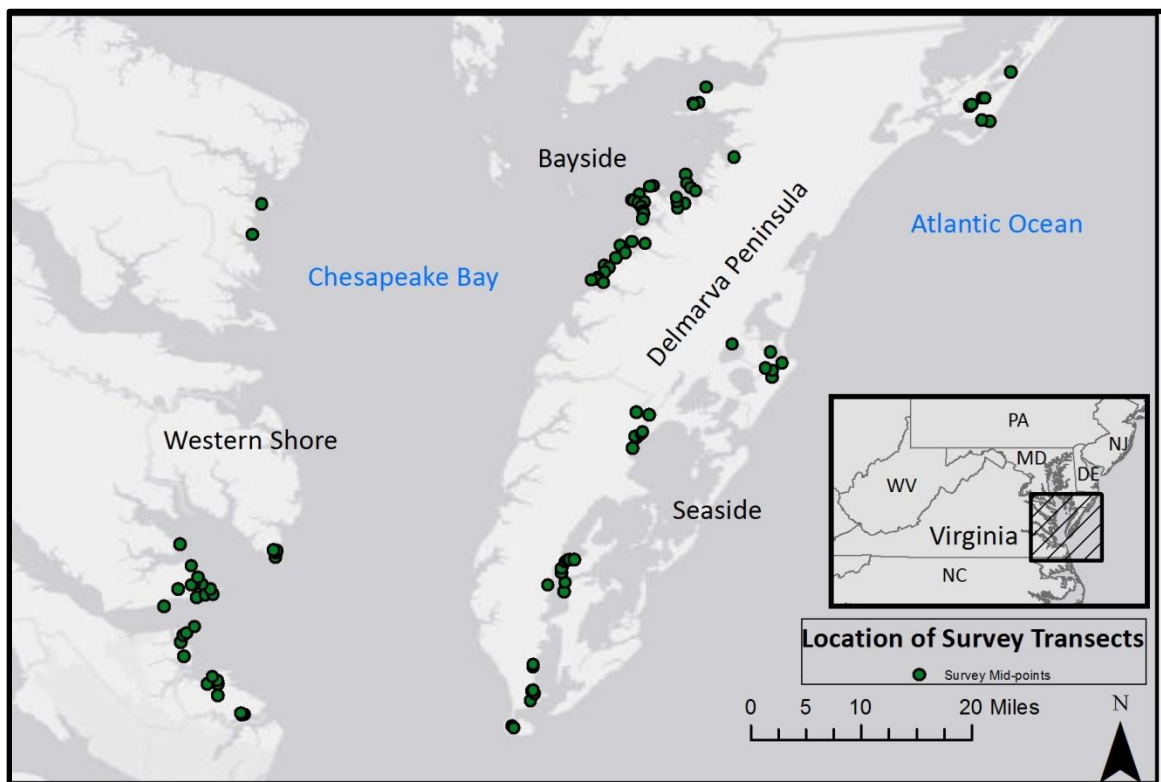 Bayside
Atlantic Ocean
Chesapeake Bay
Delmarva Peninsula
Western Shore
Seaside
PA
NJ
MD
DE
WV
Virginia
NC
Location of Survey Transects
Survey Mid-points
0 5 10 20 Miles
N